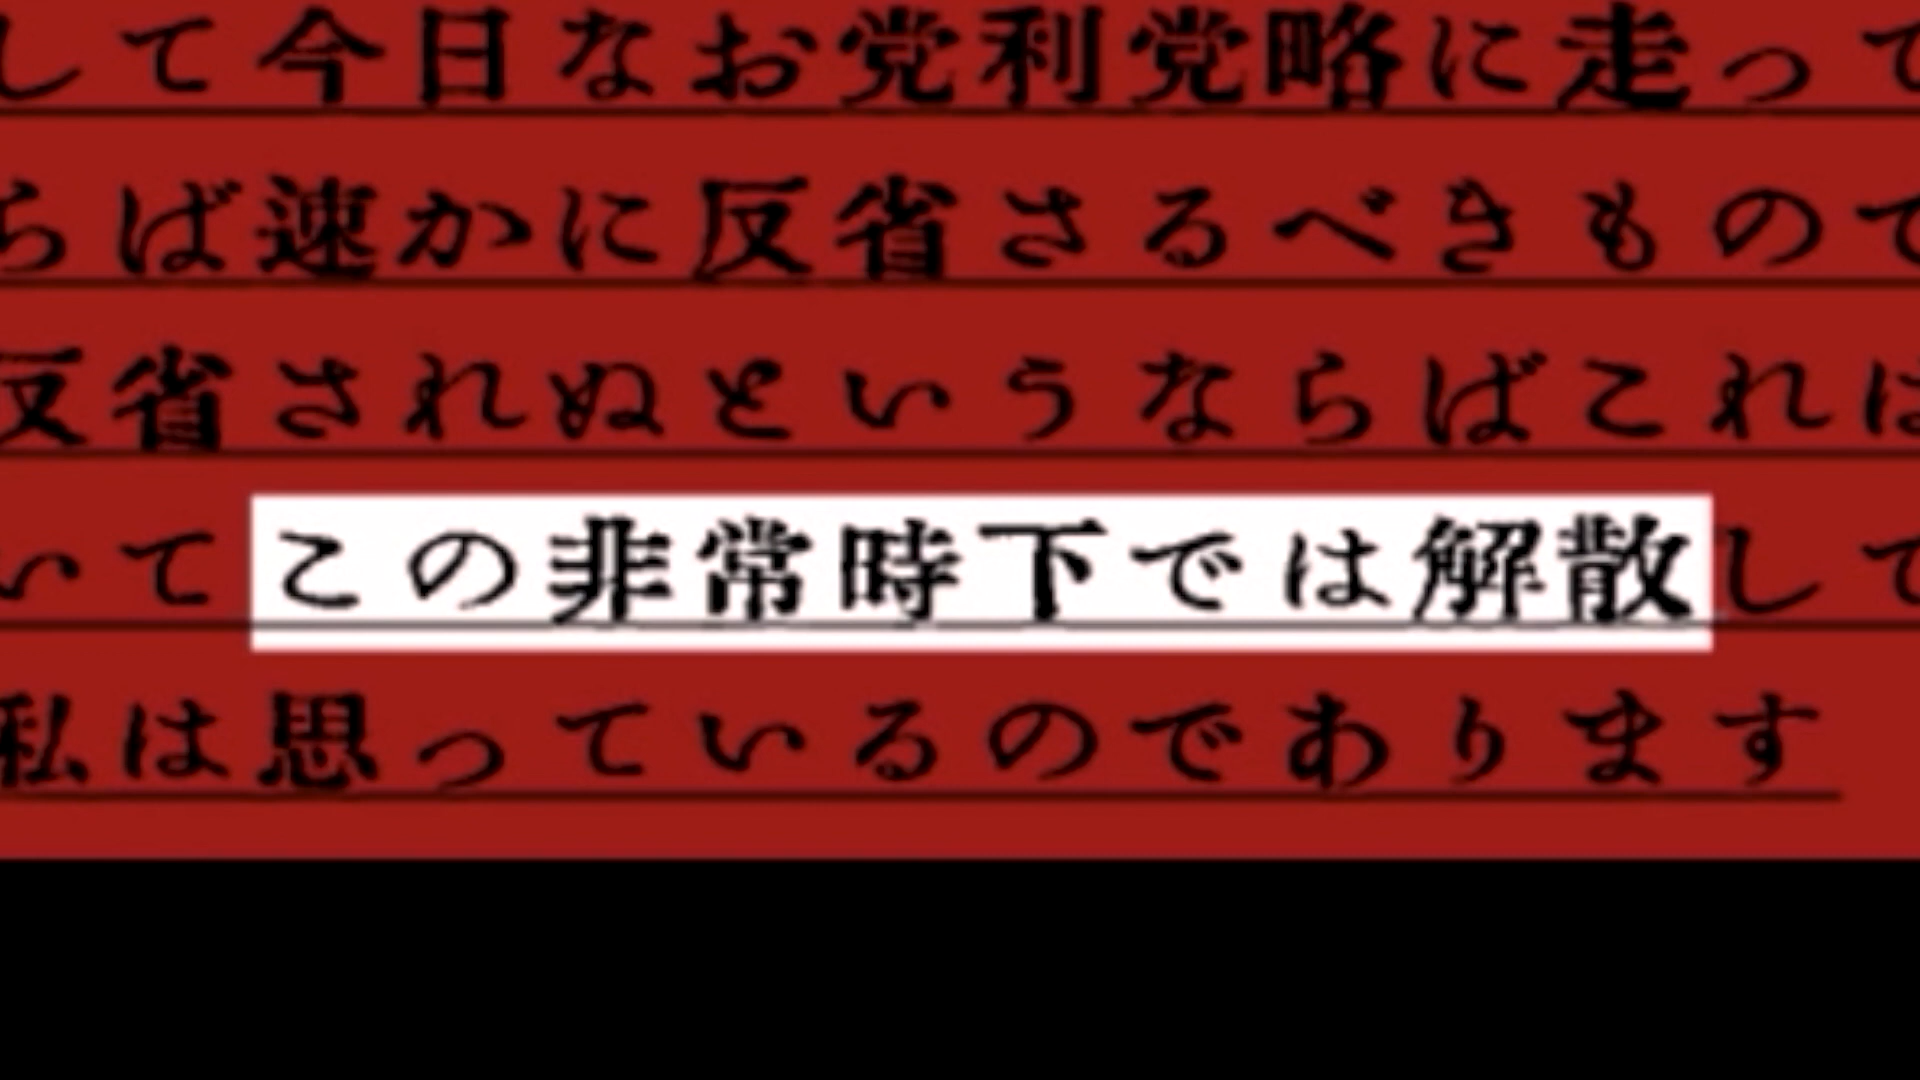 して今日なお党利党略に走って
らば速かに反省さるべきもので
反省されぬというならばこれは
いてこの非常時下では解散して
私は思っているのであります